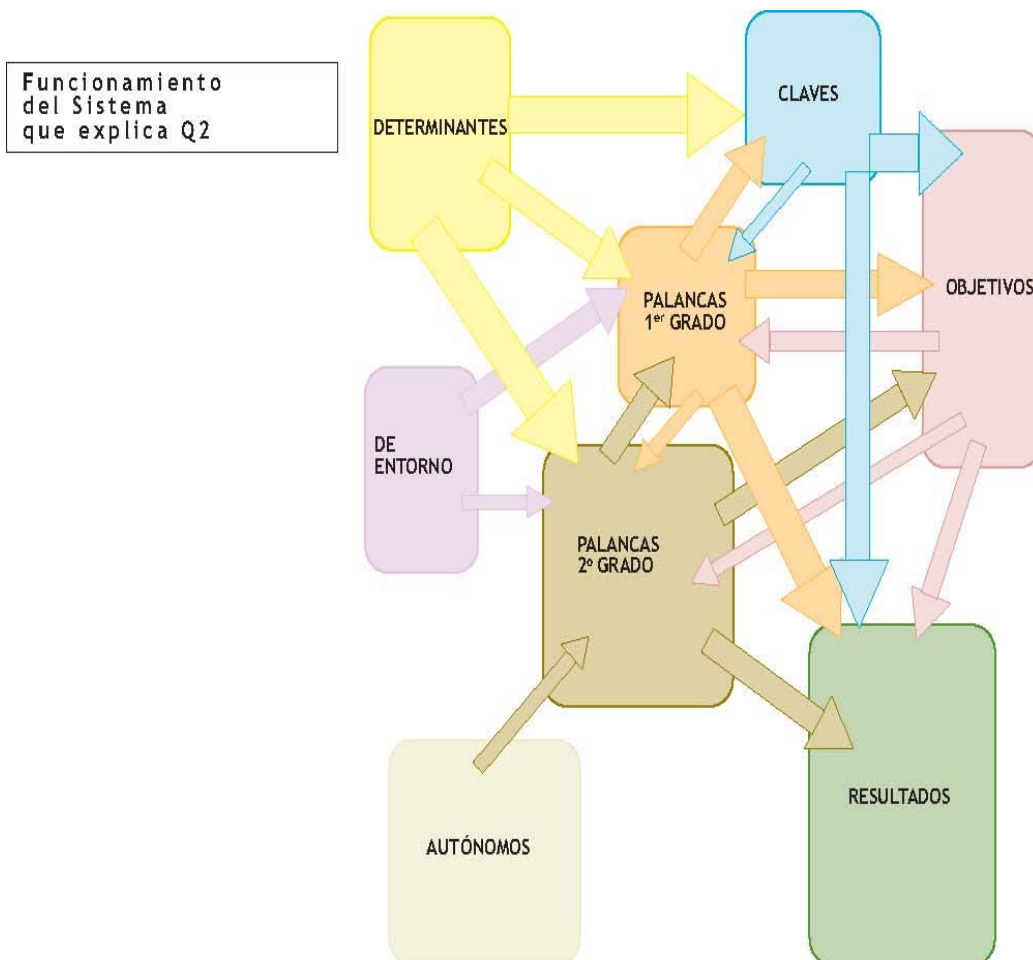 Funcionamiento
del Sistema
que explica Q2
DETERMINANTES
CLAVES
PALANCAS
1er GRADO
OBJETIVOS
DE
ENTORNO
PALANCAS
2º GRADO
RESULTADOS
AUTÓNOMOS